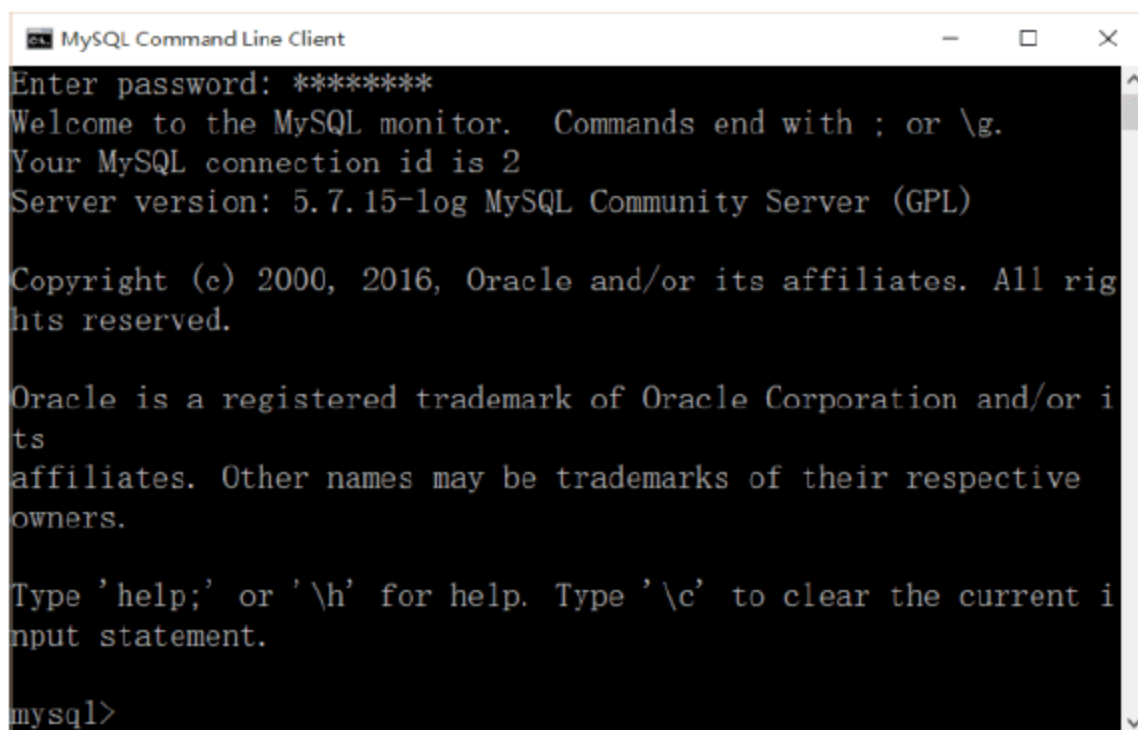 MySQL Command Line Client
Enter password: ********
Welcome to the MySQL monitor.  Commands end with ; or \g.
Your MySQL connection id is 2
Server version: 5.7.15-log MySQL Community Server (GPL)
Copyright (c) 2000, 2016, Oracle and/or its affiliates. All rig
hts reserved.
Oracle is a registered trademark of Oracle Corporation and/or i
ts
affiliates. Other names may be trademarks of their respective
owners.
Type 'help;' or '\h' for help. Type '\c' to clear the current i
nput statement.
mysql>